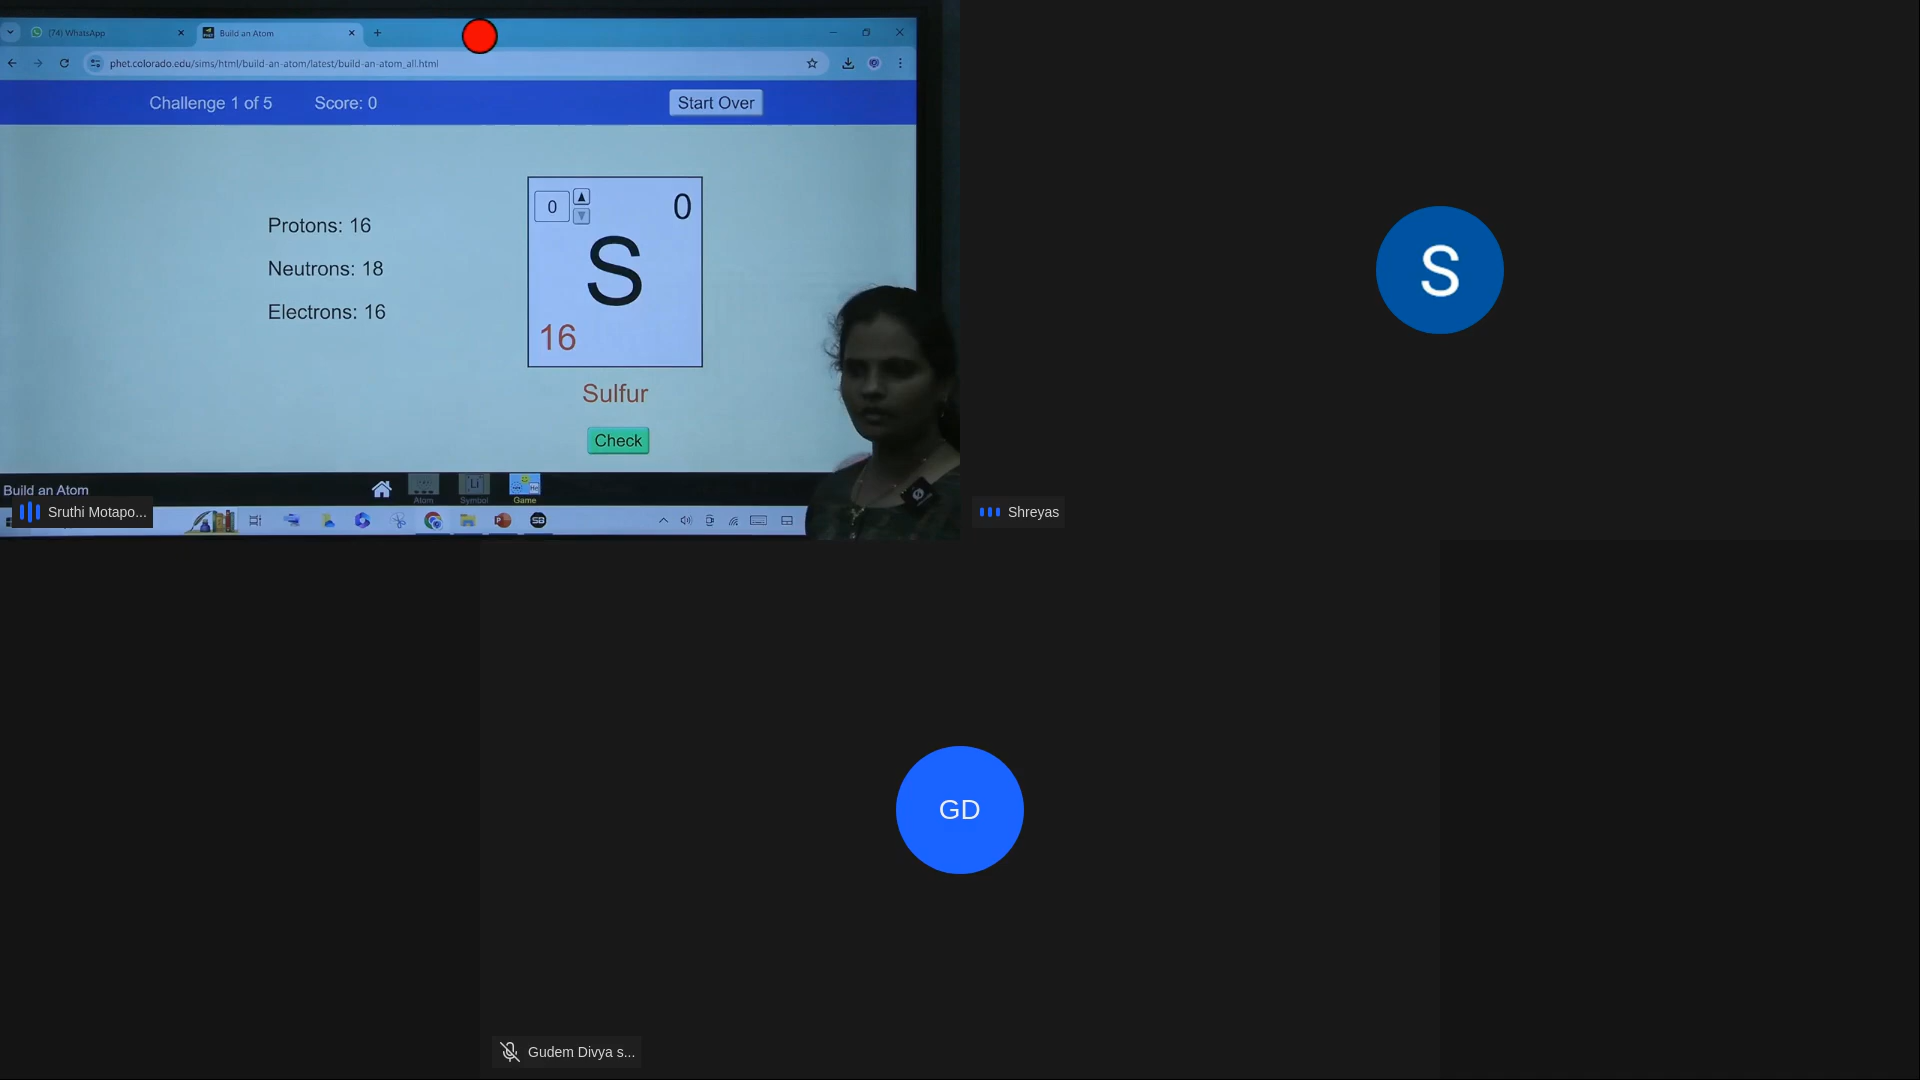 (74) WhatsApp
Build an Atom
phet.colorado.edu/sims/html/build-an-atom/latest/build-an-atom_all.html
Challenge 1 of 5
Score: 0
Start Over
Protons: 16
Neutrons: 18
Electrons: 16
0
0
S
16
Sulfur
Check
Build an Atom
Atom
Symbol
Game
Sruthi Motapo...
S
Shreyas
GD
Gudem Divya s...